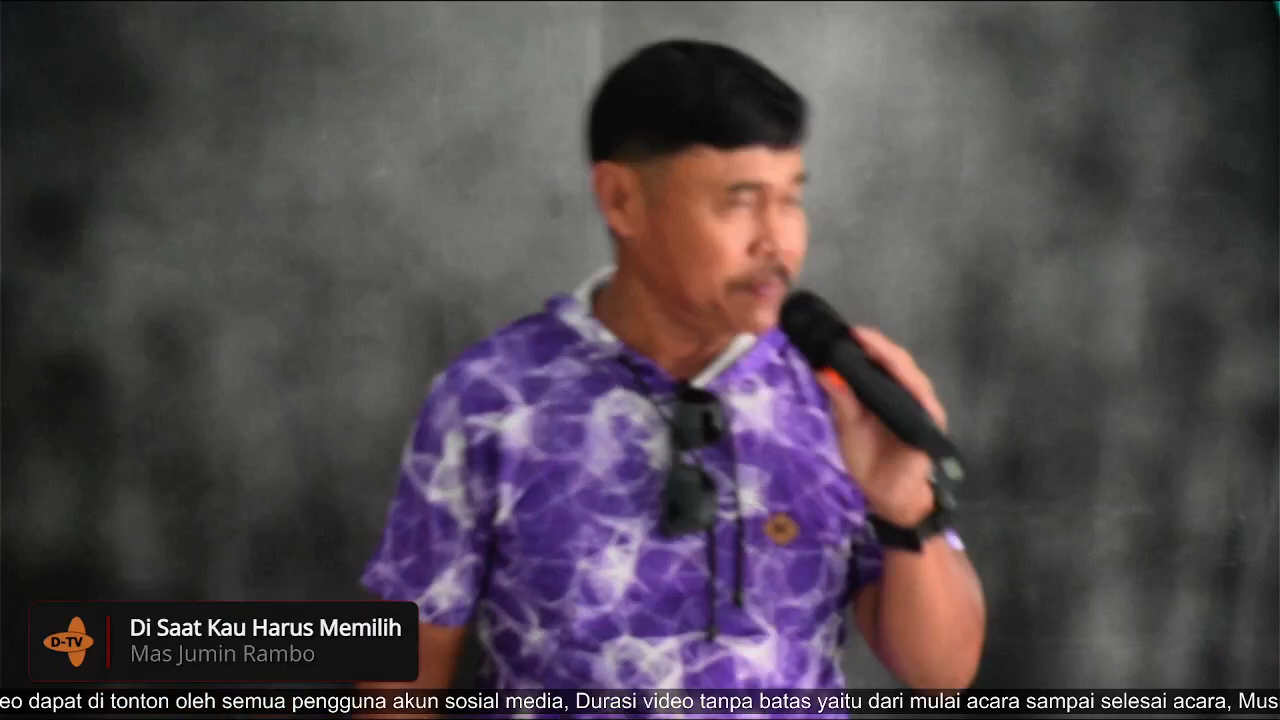 D-TV
Di Saat Kau Harus Memilih
Mas Jumin Rambo
eo dapat di tonton oleh semua pengguna akun sosial media, Durasi video tanpa batas yaitu dari mulai acara sampai selesai acara, Mus